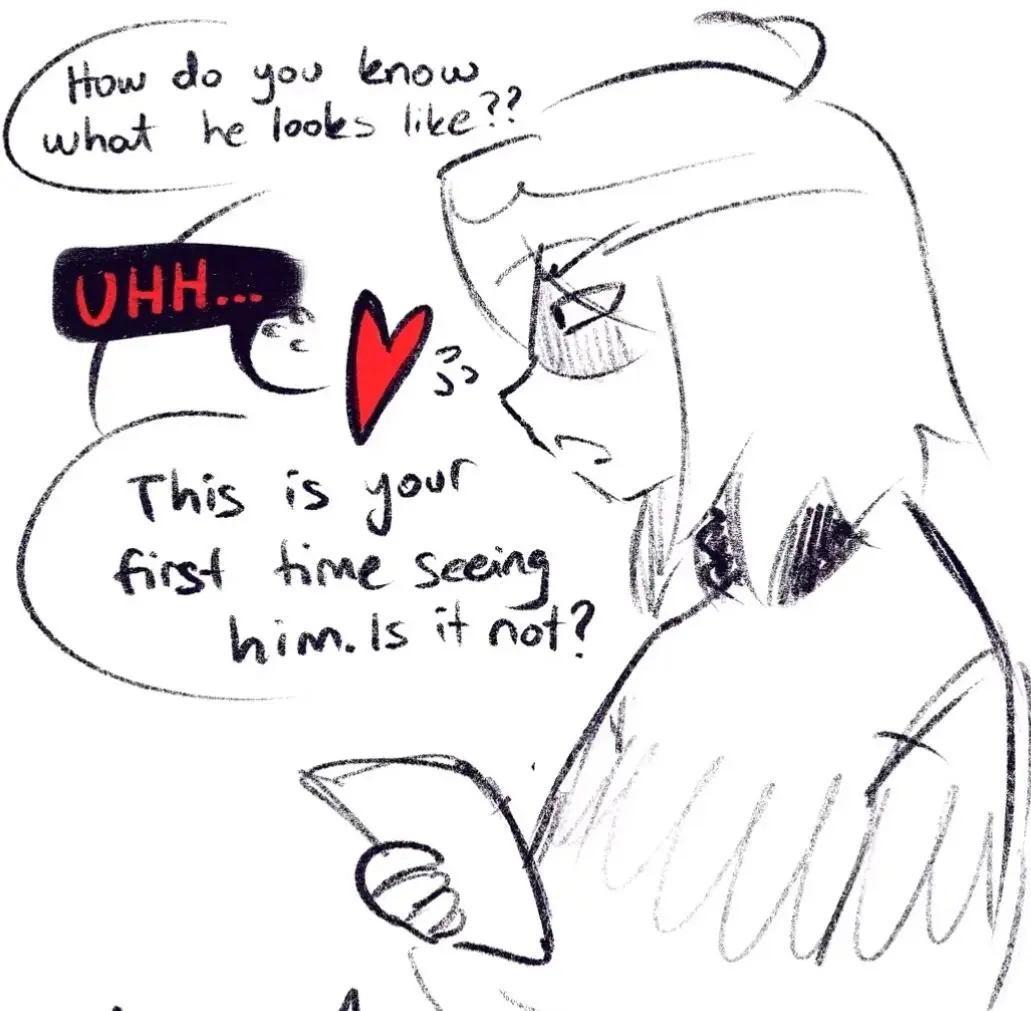 How do you know
what he looks like??
UHH...
This is your
first time seeing
him. Is it not?